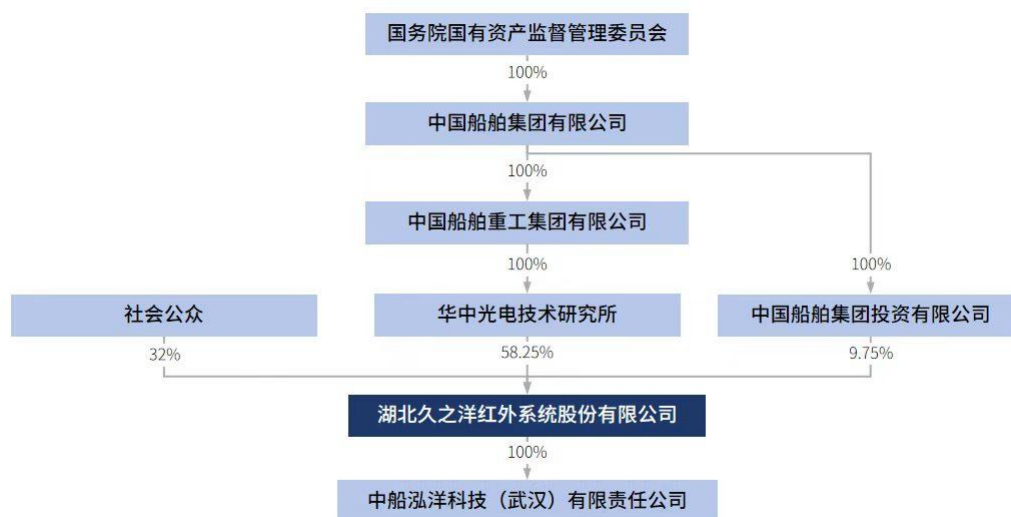 国务院国有资产监督管理委员会
100%
中国船舶集团有限公司
100%
中国船舶重工集团有限公司
100%
100%
社会公众
华中光电技术研究所
中国船舶集团投资有限公司
32%
58.25%
9.75%
湖北久之洋红外系统股份有限公司
100%
中船泓洋科技（武汉）有限责任公司